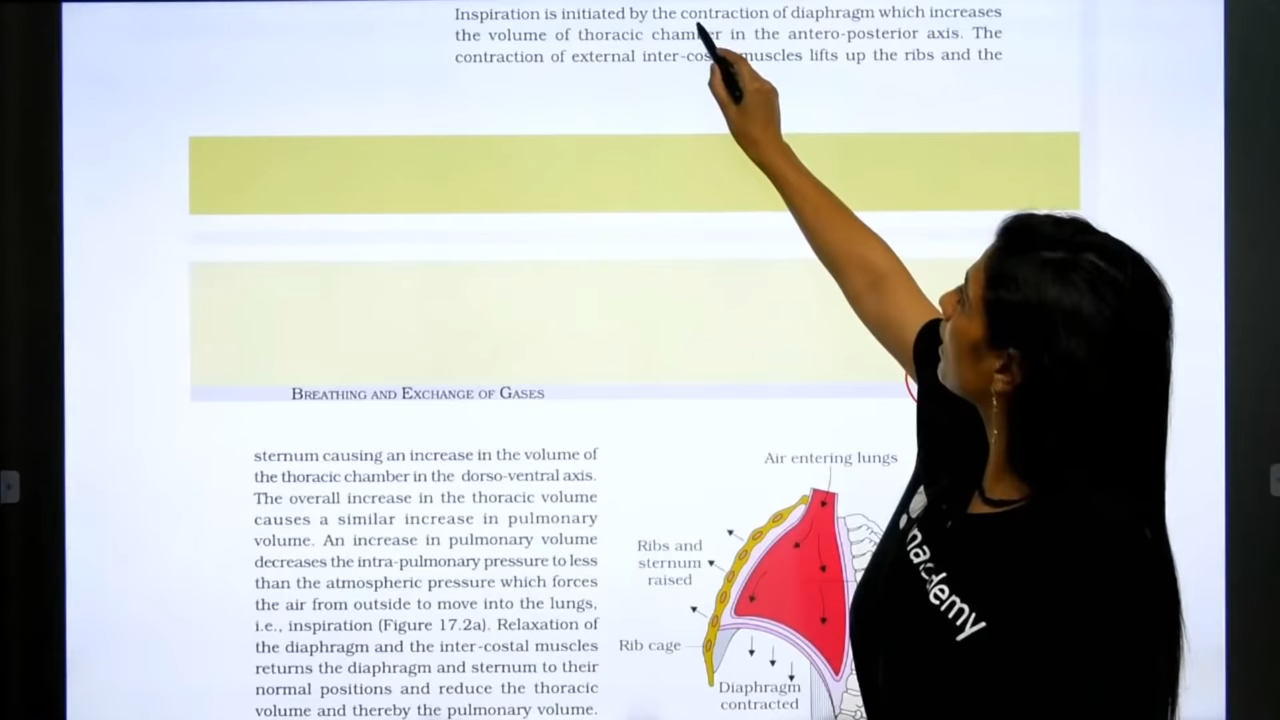 Inspiration is initiated by the contraction of diaphragm which increases
the volume of thoracic chamber in the antero-posterior axis. The
contraction of external inter-cos muscles lifts up the ribs and the
BREATHING AND EXCHANGE OF GASES
sternum causing an increase in the volume of
the thoracic chamber in the dorso-ventral axis.
The overall increase in the thoracic volume
causes a similar increase in pulmonary
volume. An increase in pulmonary volume
decreases the intra-pulmonary pressure to less
than the atmospheric pressure which forces
the air from outside to move into the lungs,
i.e., inspiration (Figure 17.2a). Relaxation of
the diaphragm and the inter-costal muscles
returns the diaphragm and sternum to their
normal positions and reduce the thoracic
volume and thereby the pulmonary volume.
Air entering lungs
Ribs and
sternum
raised
Rib cage
Diaphragm
contracted
unacademy